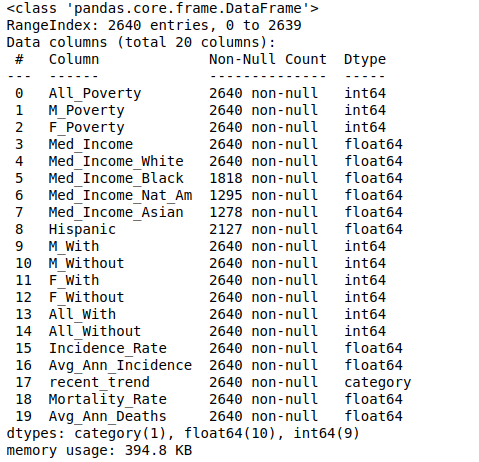 <class 'pandas.core.frame.DataFrame'>
RangeIndex: 2640 entries, 0 to 2639
Data columns (total 20 columns):
 #   Column             Non-Null Count  Dtype
---  ------             --------------  -----
 0   All_Poverty        2640 non-null   int64
 1   M_Poverty          2640 non-null   int64
 2   F_Poverty          2640 non-null   int64
 3   Med_Income         2640 non-null   float64
 4   Med_Income_White   2640 non-null   float64
 5   Med_Income_Black   1818 non-null   float64
 6   Med_Income_Nat_Am  1295 non-null   float64
 7   Med_Income_Asian   1278 non-null   float64
 8   Hispanic           2127 non-null   float64
 9   M_With             2640 non-null   int64
 10  M_Without          2640 non-null   int64
 11  F_With             2640 non-null   int64
 12  F_Without          2640 non-null   int64
 13  All_With           2640 non-null   int64
 14  All_Without        2640 non-null   int64
 15  Incidence_Rate     2640 non-null   float64
 16  Avg_Ann_Incidence  2640 non-null   float64
 17  recent_trend       2640 non-null   category
 18  Mortality_Rate     2640 non-null   float64
 19  Avg_Ann_Deaths     2640 non-null   float64
dtypes: category(1), float64(10), int64(9)
memory usage: 394.8 KB